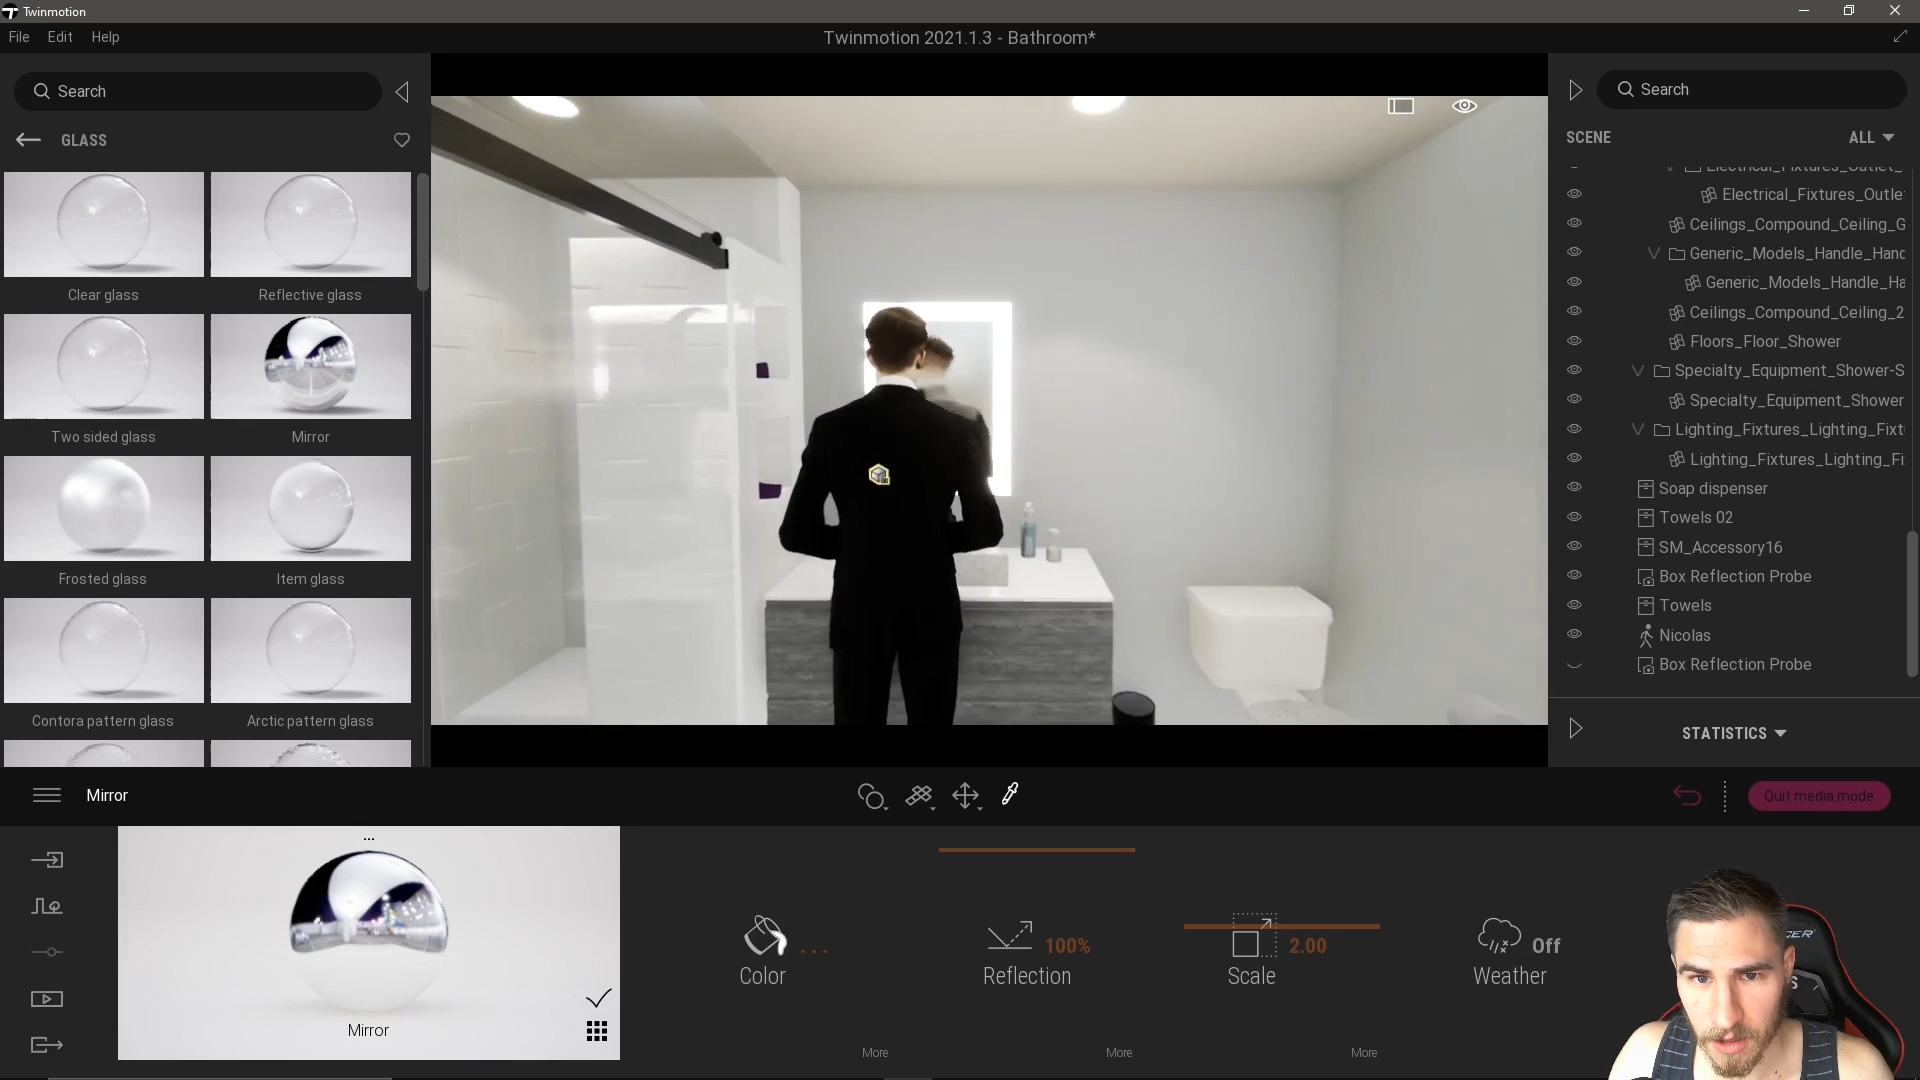 Twinmotion
File Edit Help
Twinmotion 2021.1.3 - Bathroom*
Search
GLASS
Clear glass
Reflective glass
Two sided glass
Mirror
Frosted glass
Item glass
Contora pattern glass
Arctic pattern glass
Search
SCENE
ALL
Electrical_Fixtures_Outlet_
Electrical_Fixtures_Outle
Ceilings_Compound_Ceiling_G
Generic_Models_Handle_Hand
Generic_Models_Handle_Ha
Ceilings_Compound_Ceiling_2
Floors_Floor_Shower
Specialty_Equipment_Shower-S
Specialty_Equipment_Shower
Lighting_Fixtures_Lighting_Fixt
Lighting_Fixtures_Lighting_Fi
Soap dispenser
Towels 02
SM_Accessory16
Box Reflection Probe
Towels
Nicolas
Box Reflection Probe
STATISTICS
Mirror
Quit media mode
...
Mirror
Color
...
More
Reflection
100%
More
Scale
2.00
More
Weather
Off